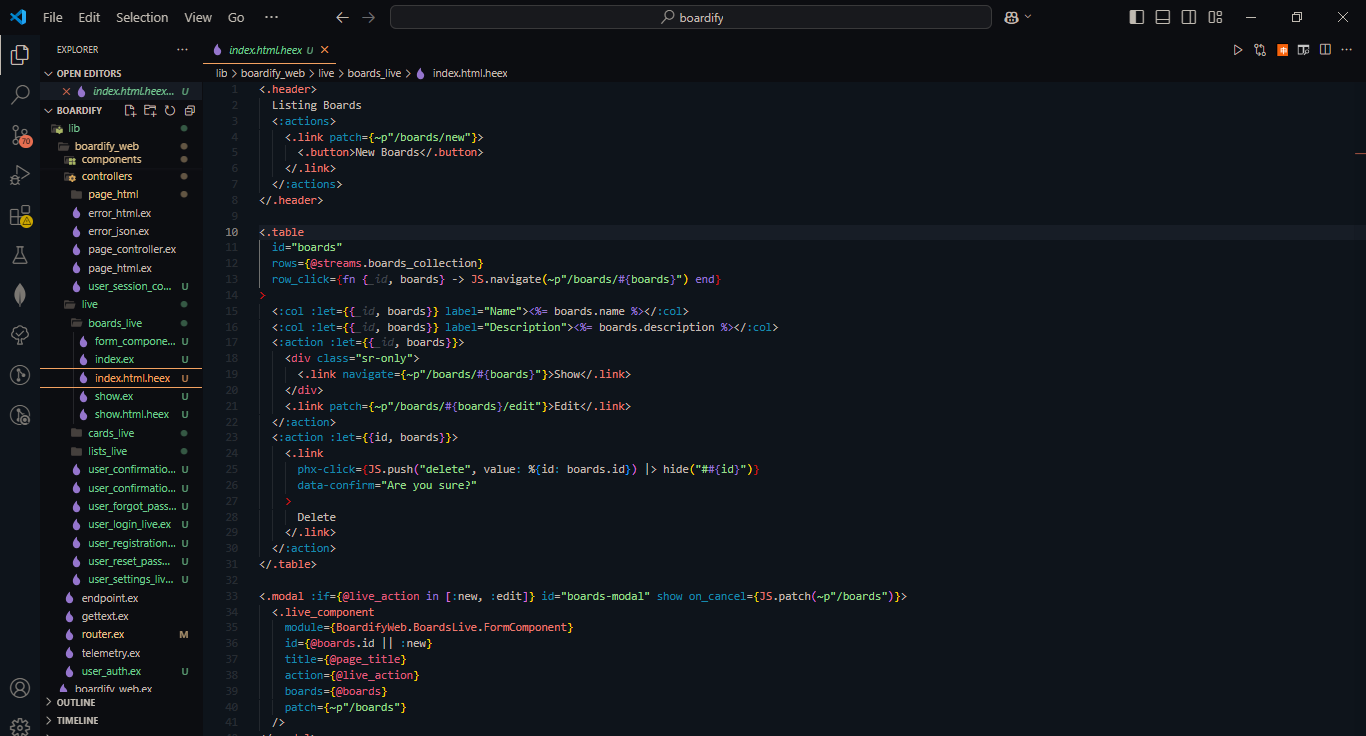 File Edit Selection View Go ··· boardify
EXPLORER ···
OPEN EDITORS
index.html.heex... U
BOARDIFY
lib
boardify_web
components
controllers
page_html
error_html.ex
error_json.ex
page_controller.ex
page_html.ex
user_session_co... U
live
boards_live
form_compone... U
index.ex U
index.html.heex U
show.ex U
show.html.heex U
cards_live
lists_live
user_confirmatio... U
user_confirmatio... U
user_forgot_pass... U
user_login_live.ex U
user_registration... U
user_reset_pass... U
user_settings_liv... U
endpoint.ex
gettext.ex
router.ex M
telemetry.ex
user_auth.ex U
boardify_web.ex
OUTLINE
TIMELINE
70
index.html.heex U
lib > boardify_web > live > boards_live > index.html.heex
1 <.header>
2 Listing Boards
3 <:actions>
4 <.link patch={~p"/boards/new"}>
5 <.button>New Boards</.button>
6 </.link>
7 </:actions>
8 </.header>
9
10 <.table
11 id="boards"
12 rows={@streams.boards_collection}
13 row_click={fn {_id, boards} -> JS.navigate(~p"/boards/#{boards}") end}
14 >
15 <:col :let={{_id, boards}} label="Name"><%= boards.name %></:col>
16 <:col :let={{_id, boards}} label="Description"><%= boards.description %></:col>
17 <:action :let={{_id, boards}}>
18 <div class="sr-only">
19 <.link navigate={~p"/boards/#{boards}"}>Show</.link>
20 </div>
21 <.link patch={~p"/boards/#{boards}/edit"}>Edit</.link>
22 </:action>
23 <:action :let={{id, boards}}>
24 <.link
25 phx-click={JS.push("delete", value: %{id: boards.id}) |> hide("##{id}")}
26 data-confirm="Are you sure?"
27 >
28 Delete
29 </.link>
30 </:action>
31 </.table>
32
33 <.modal :if={@live_action in [:new, :edit]} id="boards-modal" show on_cancel={JS.patch(~p"/boards")}>
34 <.live_component
35 module={BoardifyWeb.BoardsLive.FormComponent}
36 id={@boards.id || :new}
37 title={@page_title}
38 action={@live_action}
39 boards={@boards}
40 patch={~p"/boards"}
41 />